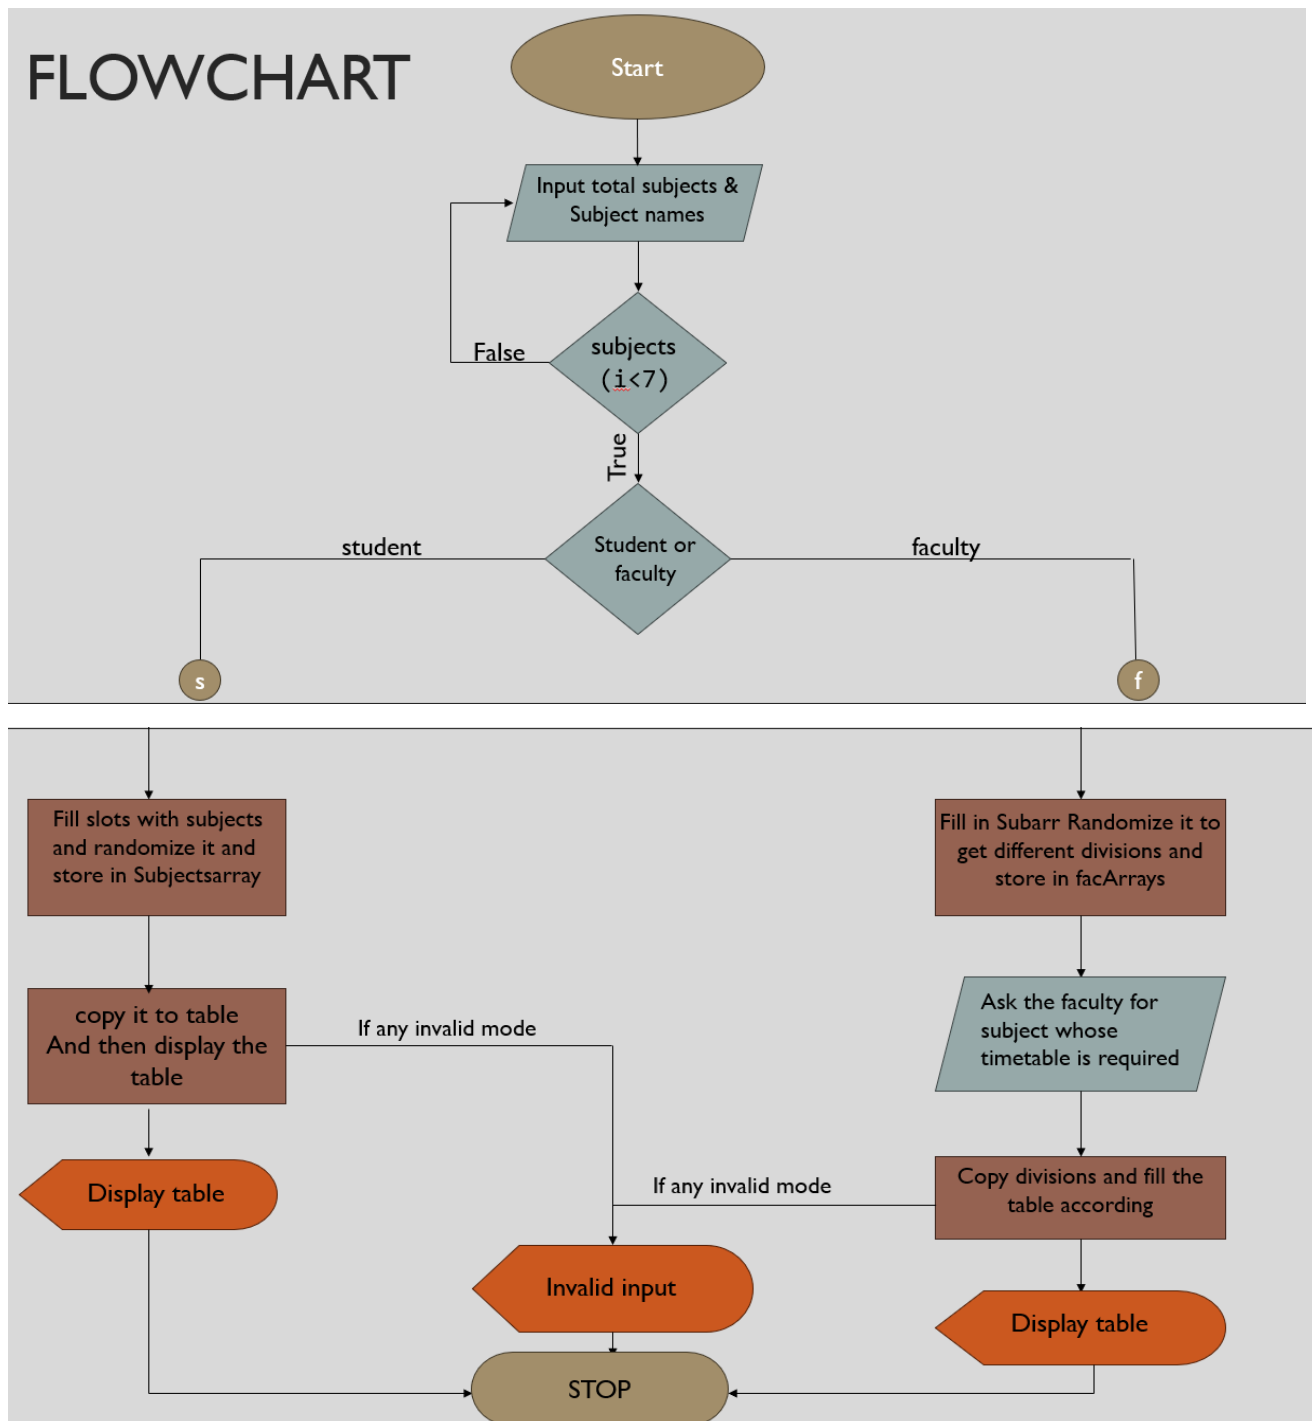 FLOWCHART
Start
Input total subjects &
Subject names
False
subjects
(i<7)
True
student
Student or
faculty
faculty
s
f
Fill slots with subjects
and randomize it and
store in Subjectsarray
Fill in Subarr Randomize it to
get different divisions and
store in facArrays
copy it to table
And then display the
table
If any invalid mode
Ask the faculty for
subject whose
timetable is required
Display table
If any invalid mode
Copy divisions and fill the
table according
Invalid input
Display table
STOP